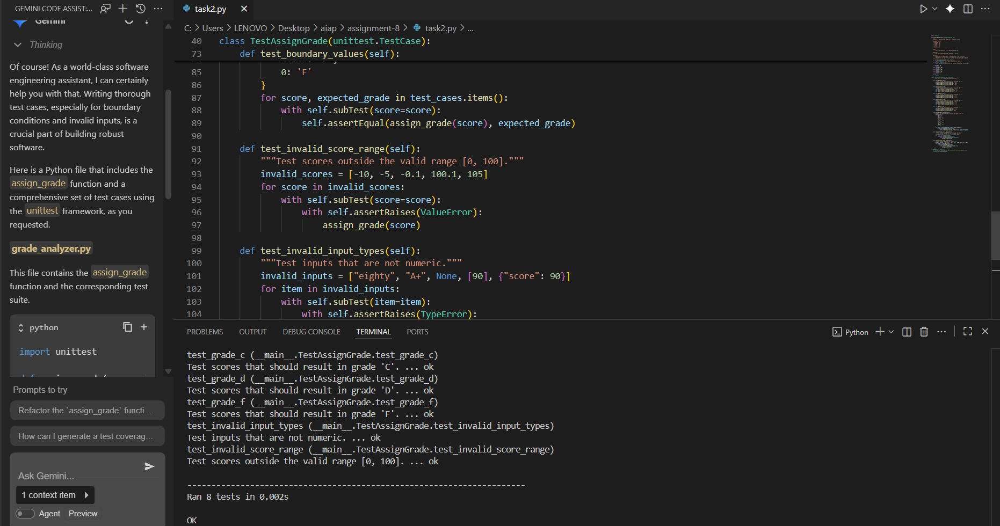 GEMINI CODE ASSIST:...
Gemini
Thinking
Of course! As a world-class software
engineering assistant, I can certainly
help you with that. Writing thorough
test cases, especially for boundary
conditions and invalid inputs, is a
crucial part of building robust
software.
Here is a Python file that includes the
assign_grade function and a
comprehensive set of test cases using
the unittest framework, as you
requested.
grade_analyzer.py
This file contains the assign_grade
function and the corresponding test
suite.
python
import unittest
Prompts to try
Refactor the `assign_grade` functi...
How can I generate a test coverag...
Ask Gemini...
1 context item
Agent Preview
task2.py
C: > Users > LENOVO > Desktop > aiap > assignment-8 > task2.py > ...
40 class TestAssignGrade(unittest.TestCase):
73     def test_boundary_values(self):
85             0: 'F'
86         }
87         for score, expected_grade in test_cases.items():
88             with self.subTest(score=score):
89                 self.assertEqual(assign_grade(score), expected_grade)
90
91     def test_invalid_score_range(self):
92         """Test scores outside the valid range [0, 100]."""
93         invalid_scores = [-10, -5, -0.1, 100.1, 105]
94         for score in invalid_scores:
95             with self.subTest(score=score):
96                 with self.assertRaises(ValueError):
97                     assign_grade(score)
98
99     def test_invalid_input_types(self):
100         """Test inputs that are not numeric."""
101         invalid_inputs = ["eighty", "A+", None, [90], {"score": 90}]
102         for item in invalid_inputs:
103             with self.subTest(item=item):
104                 with self.assertRaises(TypeError):
PROBLEMS OUTPUT DEBUG CONSOLE TERMINAL PORTS
Python
test_grade_c (__main__.TestAssignGrade.test_grade_c)
Test scores that should result in grade 'C'. ... ok
test_grade_d (__main__.TestAssignGrade.test_grade_d)
Test scores that should result in grade 'D'. ... ok
test_grade_f (__main__.TestAssignGrade.test_grade_f)
Test scores that should result in grade 'F'. ... ok
test_invalid_input_types (__main__.TestAssignGrade.test_invalid_input_types)
Test inputs that are not numeric. ... ok
test_invalid_score_range (__main__.TestAssignGrade.test_invalid_score_range)
Test scores outside the valid range [0, 100]. ... ok
----------------------------------------------------------------------
Ran 8 tests in 0.002s
OK